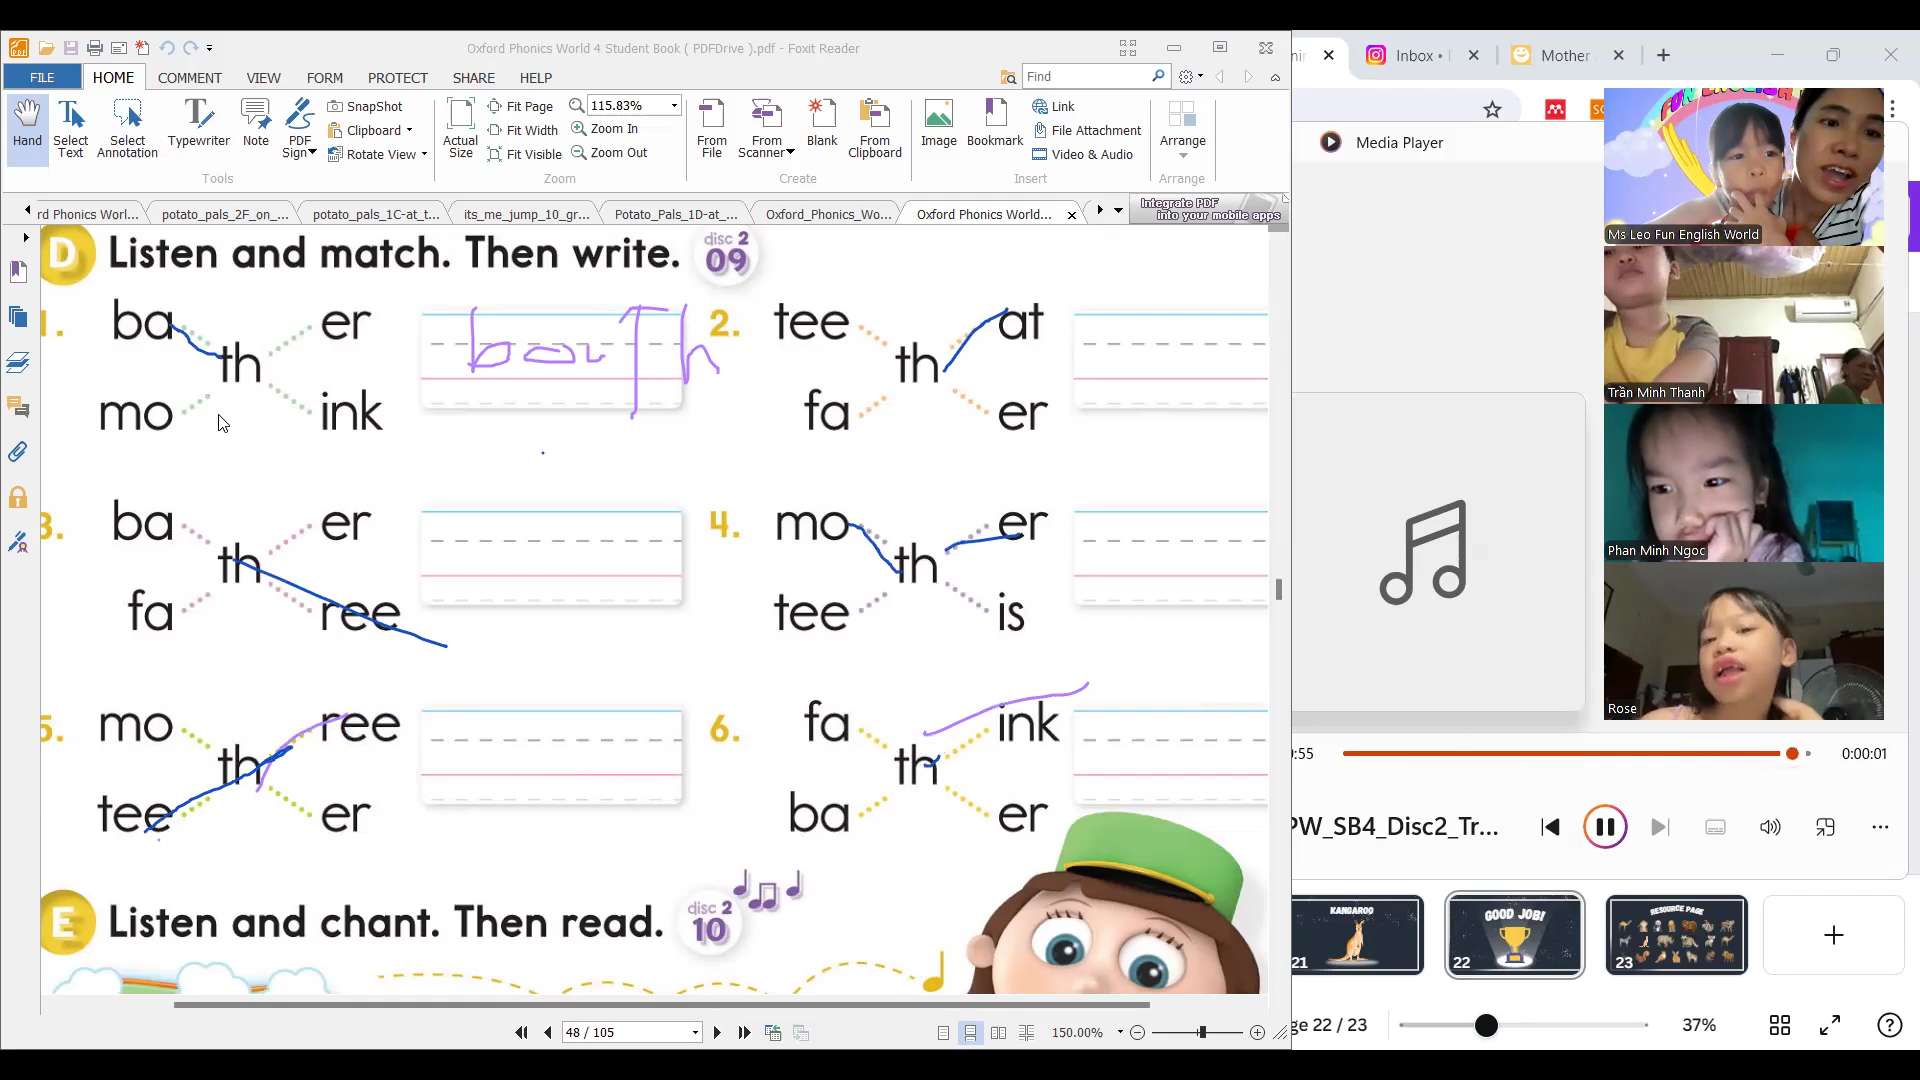 Oxford Phonics World 4 Student Book ( PDFDrive ).pdf - Foxit Reader
FILE HOME COMMENT VIEW FORM PROTECT SHARE HELP
Find
Hand
Select Text
Select Annotation
Typewriter
Note
PDF Sign
SnapShot
Clipboard
Rotate View
Tools
Actual Size
Fit Page
Fit Width
Fit Visible
115.83%
Zoom In
Zoom Out
Zoom
From File
From Scanner
Blank
From Clipboard
Create
Image
Bookmark
Link
File Attachment
Video & Audio
Insert
Arrange
Arrange
rd Phonics Worl... potato_pals_2F_on_... potato_pals_1C-at_t... its_me_jump_10_gr... Potato_Pals_1D-at_... Oxford_Phonics_Wo... Oxford Phonics World...
Integrate PDF
into your mobile apps
D Listen and match. Then write. disc 2 09
1. ba th er
mo ink
2. tee th at
fa er
3. ba th er
fa ree
4. mo th er
tee is
5. mo th ree
tee er
6. fa th ink
ba er
E Listen and chant. Then read. disc 2 10
48 / 105
150.00%
Inbox •
Mother
Media Player
Ms Leo Fun English World
Trần Minh Thanh
Phan Minh Ngoc
Rose
:55
0:00:01
PW_SB4_Disc2_Tr...
KANGAROO
21
GOOD JOB!
22
RESOURCE PAGE
23
ge 22 / 23
37%